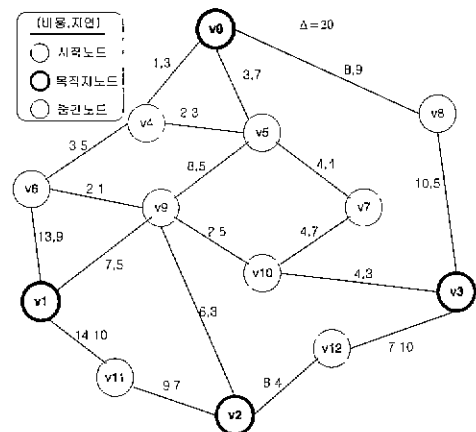 (비용,지연)
시작노드
목적지노드
중간노드
Δ=20
v0
1,3
3,7
8,9
v4
2 3
v5
v8
3 5
8,5
4,1
10,5
v6
2 1
v9
v7
13,9
7,5
2 5
4,7
v10
4,3
v1
6,3
v3
14 10
v12
7 10
v11
9 7
8 4
v2